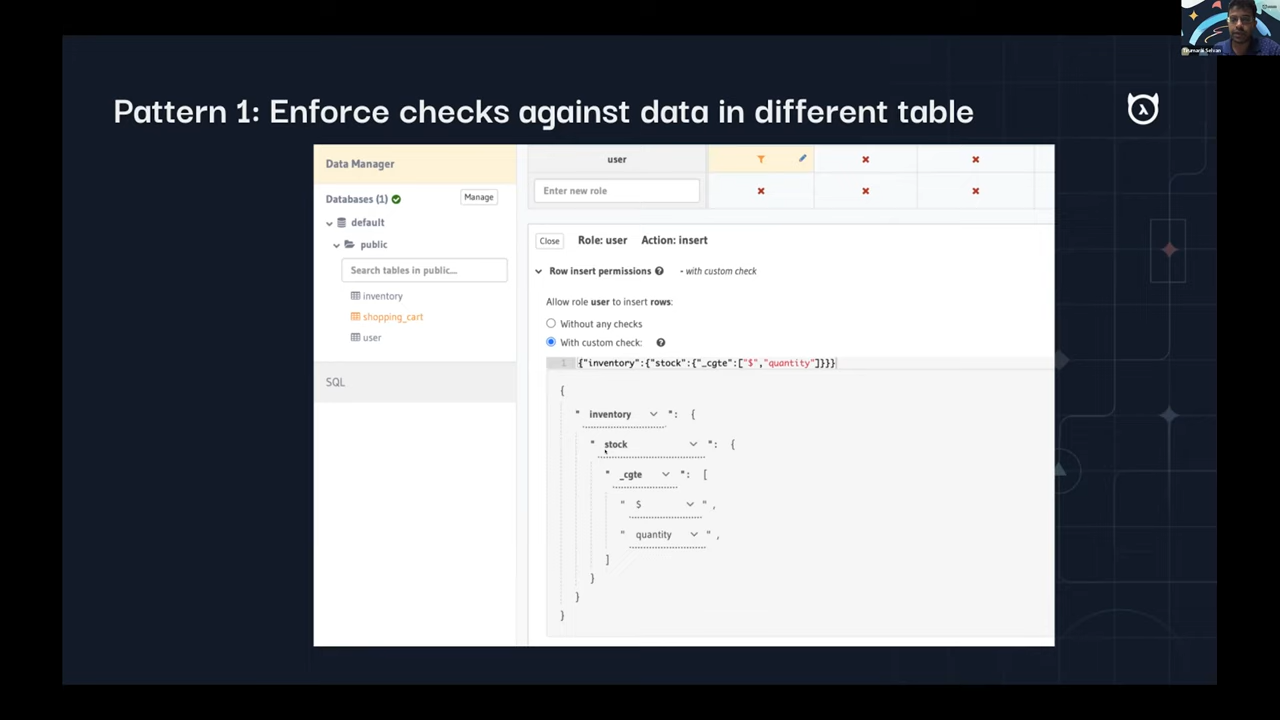 Tirumarai Selvan
Pattern 1: Enforce checks against data in different table
Data Manager
Databases (1)
Manage
default
public
Search tables in public...
inventory
shopping_cart
user
SQL
user
Enter new role
Close Role: user Action: insert
Row insert permissions - with custom check
Allow role user to insert rows:
Without any checks
With custom check:
1 {"inventory":{"stock":{"_cgte":["$","quantity"]}}}
{
" inventory ": {
" stock ": {
" _cgte ": [
" $ " ,
" quantity " ,
]
}
}
}